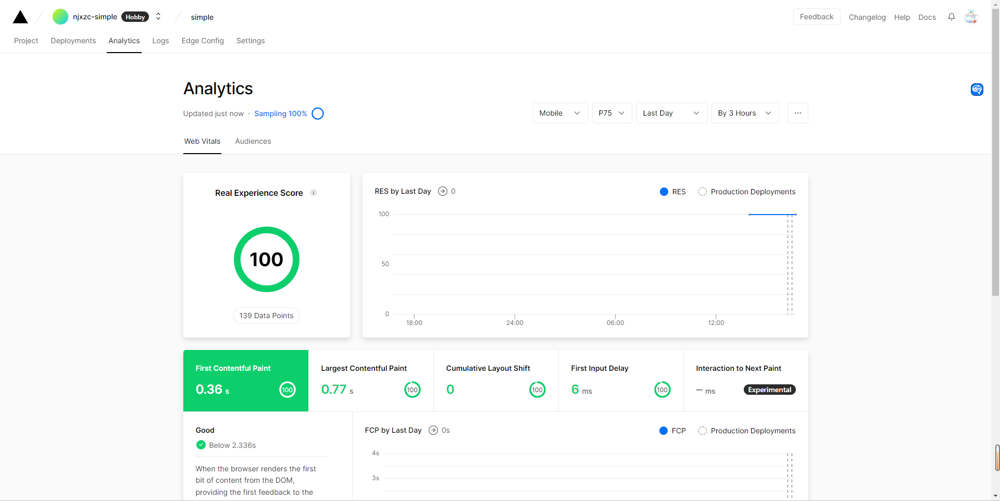 njxzc-simple Hobby simple
Feedback Changelog Help Docs
Project Deployments Analytics Logs Edge Config Settings
Analytics
Updated just now · Sampling 100%
Mobile P75 Last Day By 3 Hours ...
Web Vitals Audiences
Real Experience Score i
100
139 Data Points
RES by Last Day 0
RES Production Deployments
100
50
0
18:00 24:00 06:00 12:00
First Contentful Paint
0.36 s 100
Largest Contentful Paint
0.77 s 100
Cumulative Layout Shift
0 100
First Input Delay
6 ms 100
Interaction to Next Paint
– ms Experimental
Good
Below 2.336s
When the browser renders the first
bit of content from the DOM,
providing the first feedback to the
FCP by Last Day 0s
FCP Production Deployments
4s
3s